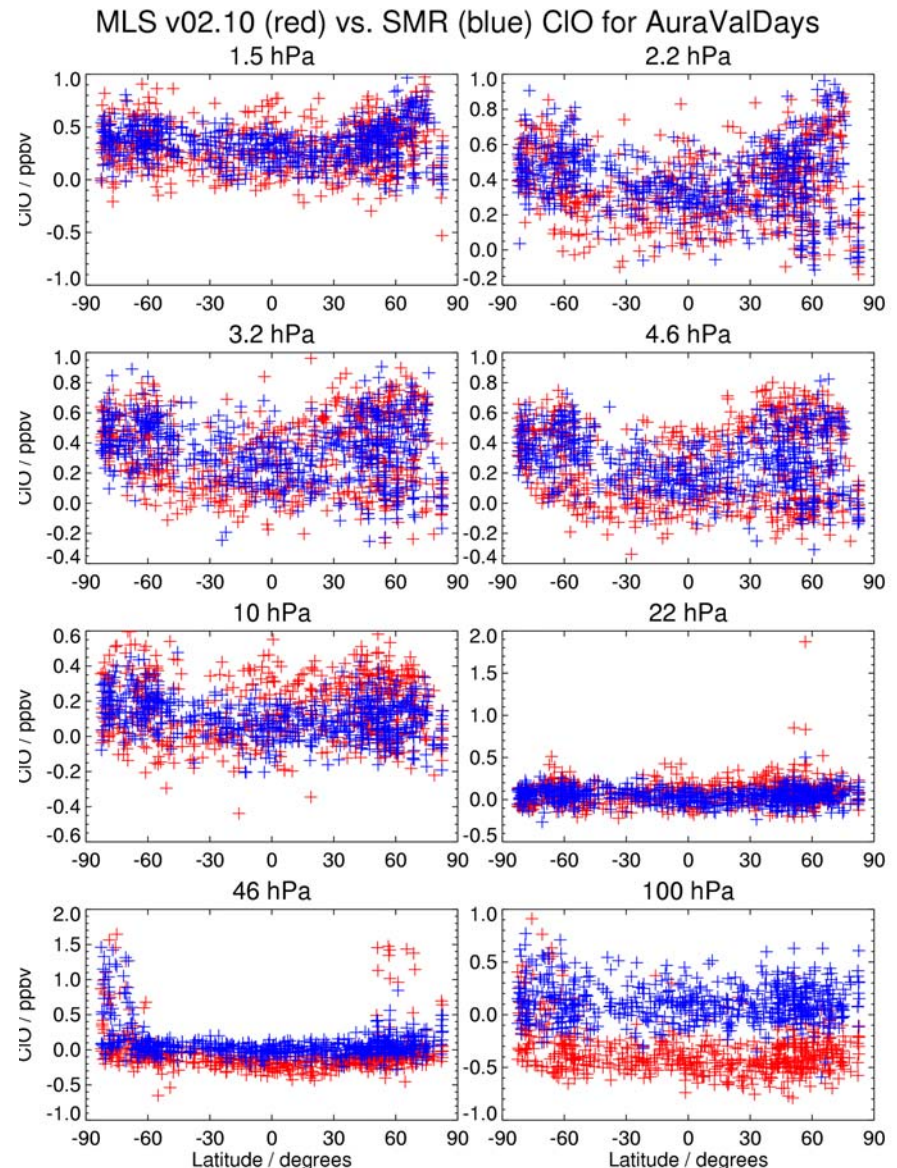 MLS v02.10 (red) vs. SMR (blue) ClO for AuraValDays
1.5 hPa 2.2 hPa
ClO / ppbv
1.0 0.5 0.0 -0.5 -1.0
1.0 0.8 0.6 0.4 0.2 0.0 -0.2
-90 -60 -30 0 30 60 90 -90 -60 -30 0 30 60 90
3.2 hPa 4.6 hPa
ClO / ppbv
1.0 0.8 0.6 0.4 0.2 0.0 -0.2 -0.4
1.0 0.8 0.6 0.4 0.2 0.0 -0.2 -0.4
-90 -60 -30 0 30 60 90 -90 -60 -30 0 30 60 90
10 hPa 22 hPa
ClO / ppbv
0.6 0.4 0.2 0.0 -0.2 -0.4 -0.6
2.0 1.5 1.0 0.5 0.0 -0.5
-90 -60 -30 0 30 60 90 -90 -60 -30 0 30 60 90
46 hPa 100 hPa
ClO / ppbv
2.0 1.5 1.0 0.5 0.0 -0.5 -1.0
1.0 0.5 0.0 -0.5 -1.0
-90 -60 -30 0 30 60 90 -90 -60 -30 0 30 60 90
Latitude / degrees Latitude / degrees